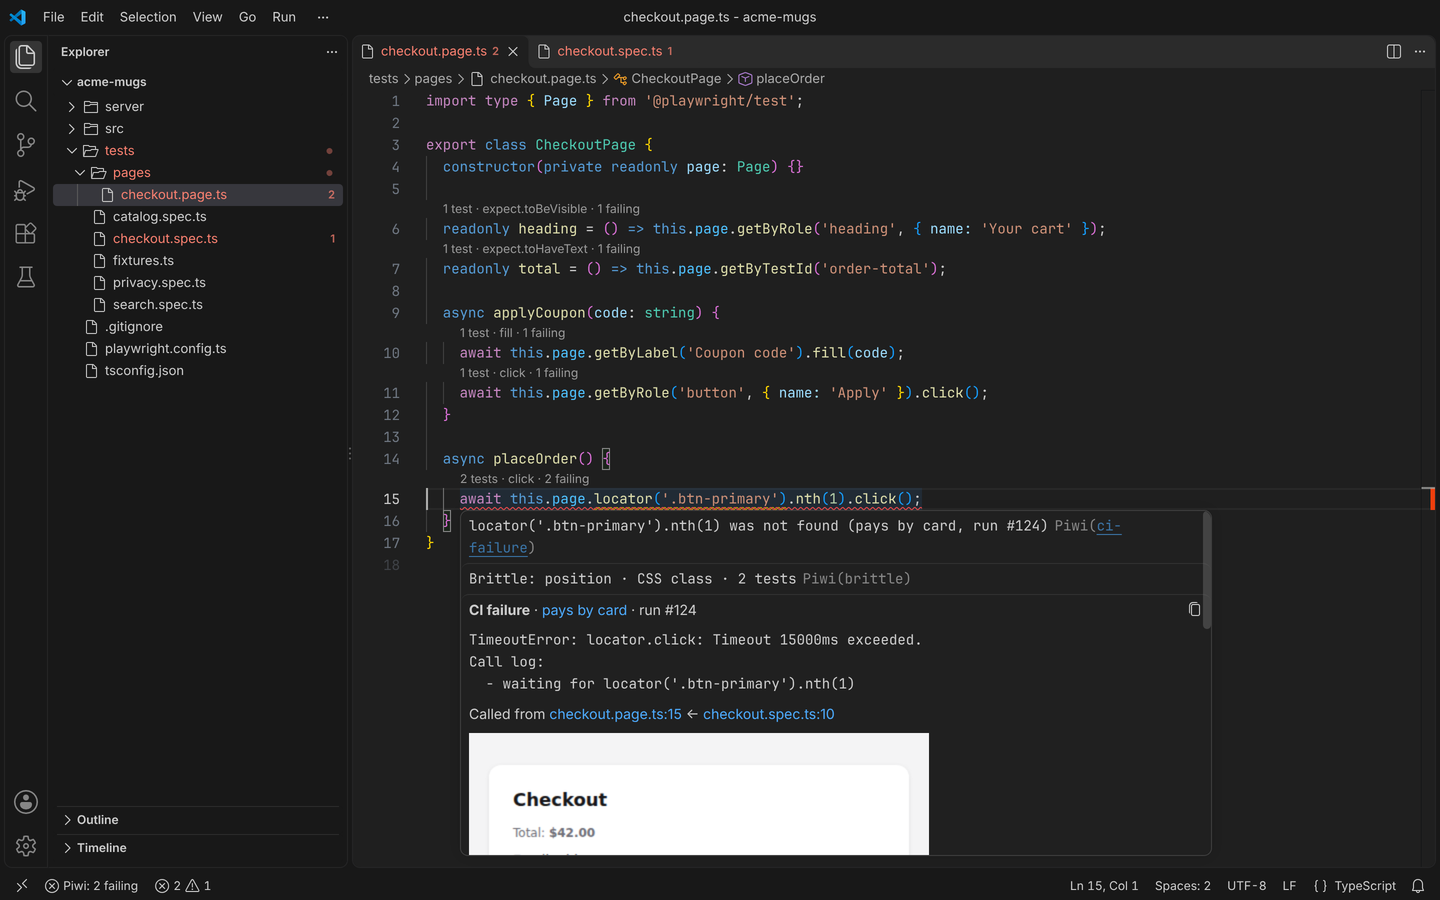 File Edit Selection View Go Run ···
checkout.page.ts - acme-mugs
Explorer
acme-mugs
server
src
tests
pages
checkout.page.ts 2
catalog.spec.ts
checkout.spec.ts 1
fixtures.ts
privacy.spec.ts
search.spec.ts
.gitignore
playwright.config.ts
tsconfig.json
Outline
Timeline
checkout.page.ts 2
checkout.spec.ts 1
tests > pages > checkout.page.ts > CheckoutPage > placeOrder
1 import type { Page } from '@playwright/test';
2
3 export class CheckoutPage {
4 constructor(private readonly page: Page) {}
5
1 test · expect.toBeVisible · 1 failing
6 readonly heading = () => this.page.getByRole('heading', { name: 'Your cart' });
1 test · expect.toHaveText · 1 failing
7 readonly total = () => this.page.getByTestId('order-total');
8
9 async applyCoupon(code: string) {
1 test · fill · 1 failing
10 await this.page.getByLabel('Coupon code').fill(code);
1 test · click · 1 failing
11 await this.page.getByRole('button', { name: 'Apply' }).click();
12 }
13
14 async placeOrder() {
2 tests · click · 2 failing
15 await this.page.locator('.btn-primary').nth(1).click();
16 }
17 }
18
locator('.btn-primary').nth(1) was not found (pays by card, run #124) Piwi(ci-
failure)
Brittle: position · CSS class · 2 tests Piwi(brittle)
CI failure · pays by card · run #124
TimeoutError: locator.click: Timeout 15000ms exceeded.
Call log:
- waiting for locator('.btn-primary').nth(1)
Called from checkout.page.ts:15 ← checkout.spec.ts:10
Checkout
Total: $42.00
Piwi: 2 failing 2 1
Ln 15, Col 1 Spaces: 2 UTF-8 LF { } TypeScript